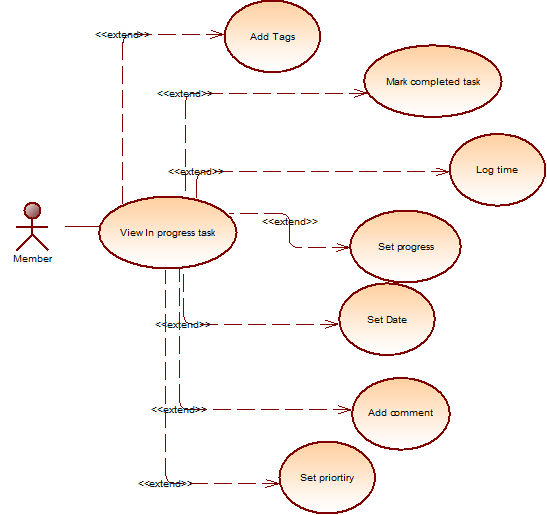 <<extend>>
Add Tags
Mark completed task
<<extend>>
Log time
<<extend>>
View In progress task
<<extend>>
Set progress
Member
Set Date
<<extend>>
<<extend>>
Add comment
Set priortiry
<<extend>>